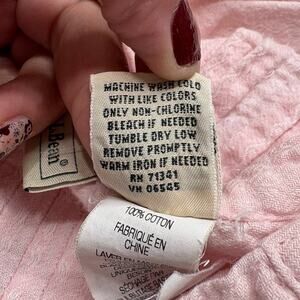 MACHINE WASH COLD
WITH LIKE COLORS
ONLY NON-CHLORINE
BLEACH IF NEEDED
TUMBLE DRY LOW
REMOVE PROMPTLY
WARM IRON IF NEEDED
RN 71341
VN 06545
Bean
100% COTTON
FABRIQUÉ EN
CHINE